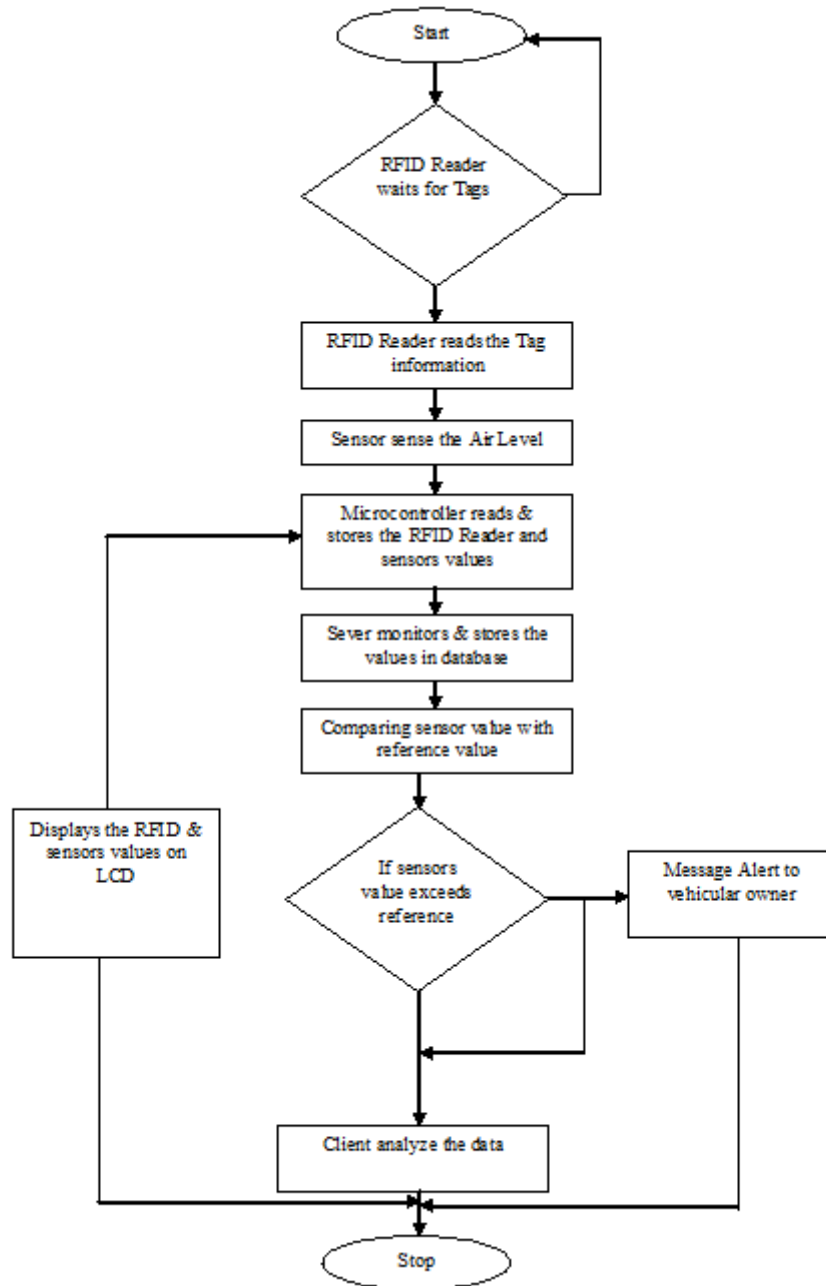 Start
RFID Reader
waits for Tags
RFID Reader reads the Tag
information
Sensor sense the Air Level
Microcontroller reads &
stores the RFID Reader and
sensors values
Sever monitors & stores the
values in database
Comparing sensor value with
reference value
Displays the RFID &
sensors values on
LCD
If sensors
value exceeds
reference
Message Alert to
vehicular owner
Client analyze the data
Stop